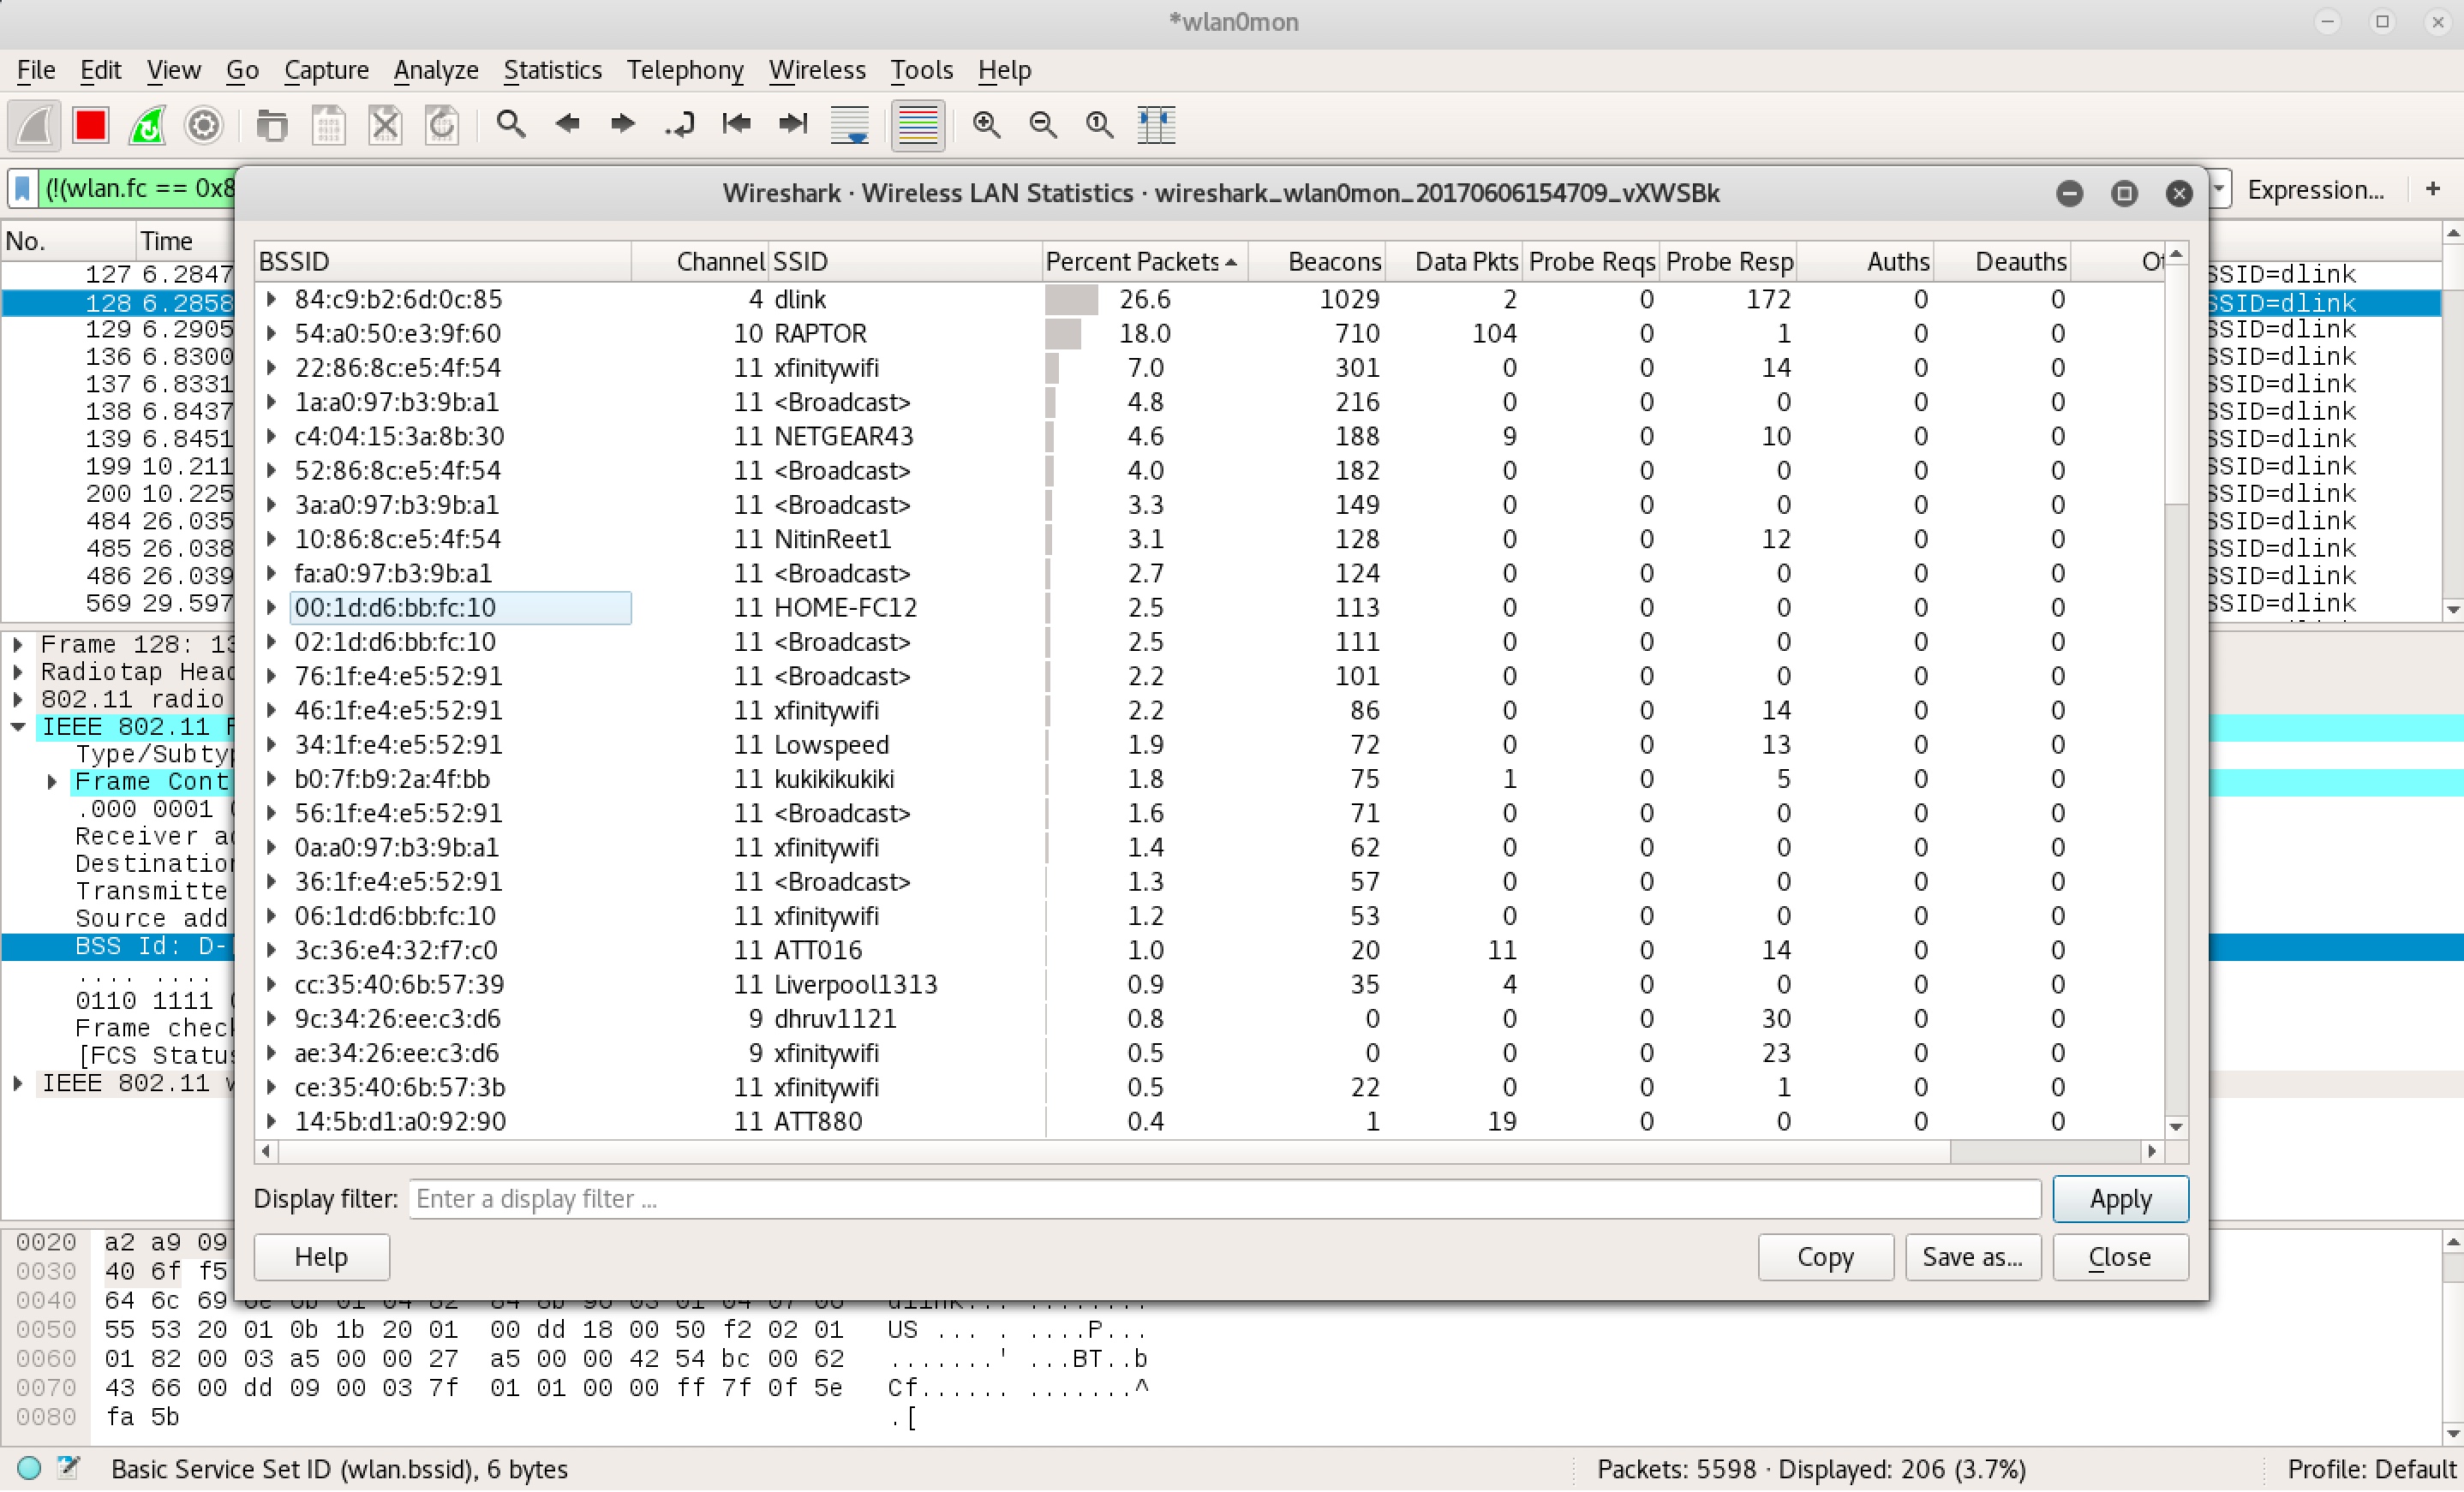 *wlan0mon
File Edit View Go Capture Analyze Statistics Telephony Wireless Tools Help
(!(wlan.fc == 0x8
Expression... +
Wireshark · Wireless LAN Statistics · wireshark_wlan0mon_20170606154709_vXWSBk
No. Time
127 6.2847 SSID=dlink
128 6.2858 SSID=dlink
129 6.2905 SSID=dlink
136 6.8300 SSID=dlink
137 6.8331 SSID=dlink
138 6.8437 SSID=dlink
139 6.8451 SSID=dlink
199 10.211 SSID=dlink
200 10.225 SSID=dlink
484 26.035 SSID=dlink
485 26.038 SSID=dlink
486 26.039 SSID=dlink
569 29.597 SSID=dlink
BSSID Channel SSID Percent Packets Beacons Data Pkts Probe Reqs Probe Resp Auths Deauths
84:c9:b2:6d:0c:85 4 dlink 26.6 1029 2 0 172 0 0
54:a0:50:e3:9f:60 10 RAPTOR 18.0 710 104 0 1 0 0
22:86:8c:e5:4f:54 11 xfinitywifi 7.0 301 0 0 14 0 0
1a:a0:97:b3:9b:a1 11 <Broadcast> 4.8 216 0 0 0 0 0
c4:04:15:3a:8b:30 11 NETGEAR43 4.6 188 9 0 10 0 0
52:86:8c:e5:4f:54 11 <Broadcast> 4.0 182 0 0 0 0 0
3a:a0:97:b3:9b:a1 11 <Broadcast> 3.3 149 0 0 0 0 0
10:86:8c:e5:4f:54 11 NitinReet1 3.1 128 0 0 12 0 0
fa:a0:97:b3:9b:a1 11 <Broadcast> 2.7 124 0 0 0 0 0
00:1d:d6:bb:fc:10 11 HOME-FC12 2.5 113 0 0 0 0 0
02:1d:d6:bb:fc:10 11 <Broadcast> 2.5 111 0 0 0 0 0
76:1f:e4:e5:52:91 11 <Broadcast> 2.2 101 0 0 0 0 0
46:1f:e4:e5:52:91 11 xfinitywifi 2.2 86 0 0 14 0 0
34:1f:e4:e5:52:91 11 Lowspeed 1.9 72 0 0 13 0 0
b0:7f:b9:2a:4f:bb 11 kukikikukiki 1.8 75 1 0 5 0 0
56:1f:e4:e5:52:91 11 <Broadcast> 1.6 71 0 0 0 0 0
0a:a0:97:b3:9b:a1 11 xfinitywifi 1.4 62 0 0 0 0 0
36:1f:e4:e5:52:91 11 <Broadcast> 1.3 57 0 0 0 0 0
06:1d:d6:bb:fc:10 11 xfinitywifi 1.2 53 0 0 0 0 0
3c:36:e4:32:f7:c0 11 ATT016 1.0 20 11 0 14 0 0
cc:35:40:6b:57:39 11 Liverpool1313 0.9 35 4 0 0 0 0
9c:34:26:ee:c3:d6 9 dhruv1121 0.8 0 0 0 30 0 0
ae:34:26:ee:c3:d6 9 xfinitywifi 0.5 0 0 0 23 0 0
ce:35:40:6b:57:3b 11 xfinitywifi 0.5 22 0 0 1 0 0
14:5b:d1:a0:92:90 11 ATT880 0.4 1 19 0 0 0 0
Display filter: Enter a display filter ... Apply
Help Copy Save as... Close
Frame 128: 13
Radiotap Head
802.11 radio
IEEE 802.11
Type/Subtyp
Frame Cont
.000 0001
Receiver
Destination
Transmitte
Source add
BSS Id: D-
.... ....
0110 1111
Frame check
[FCS Status
IEEE 802.11
0020 a2 a9 09
0030 40 6f f5
0040 64 6c 69
0050 55 53 20 01 0b 1b 20 01 00 dd 18 00 50 f2 02 01 US ... . ....P...
0060 01 82 00 03 a5 00 00 27 a5 00 00 42 54 bc 00 62 .......' ...BT..b
0070 43 66 00 dd 09 00 03 7f 01 01 00 00 ff 7f 0f 5e Cf...... .......^
0080 fa 5b .[
Basic Service Set ID (wlan.bssid), 6 bytes Packets: 5598 · Displayed: 206 (3.7%) Profile: Default